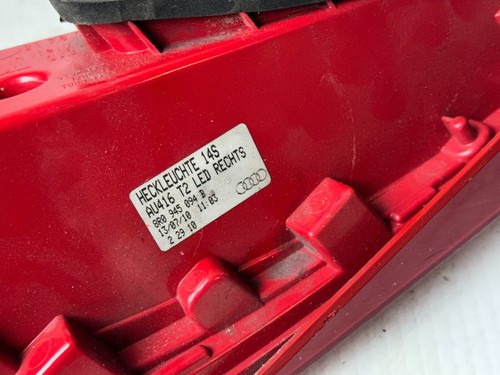 HECKLEUCHTE 14S
AU416 T2 LED RECHTS
8R0 945 094 B
13/07/10 11:03
2 29 10